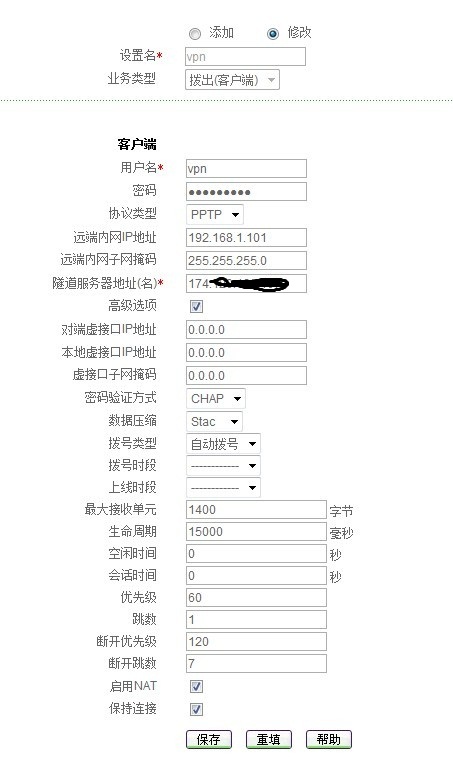 添加 修改
设置名* vpn
业务类型 拨出(客户端)
客户端
用户名* vpn
密码 ●●●●●●●●●
协议类型 PPTP
远端内网IP地址 192.168.1.101
远端内网子网掩码 255.255.255.0
隧道服务器地址(名)* 174.
高级选项
对端虚接口IP地址 0.0.0.0
本地虚接口IP地址 0.0.0.0
虚接口子网掩码 0.0.0.0
密码验证方式 CHAP
数据压缩 Stac
拨号类型 自动拨号
拨号时段 ------------
上线时段 ------------
最大接收单元 1400 字节
生命周期 15000 毫秒
空闲时间 0 秒
会话时间 0 秒
优先级 60
跳数 1
断开优先级 120
断开跳数 7
启用NAT
保持连接
保存 重填 帮助